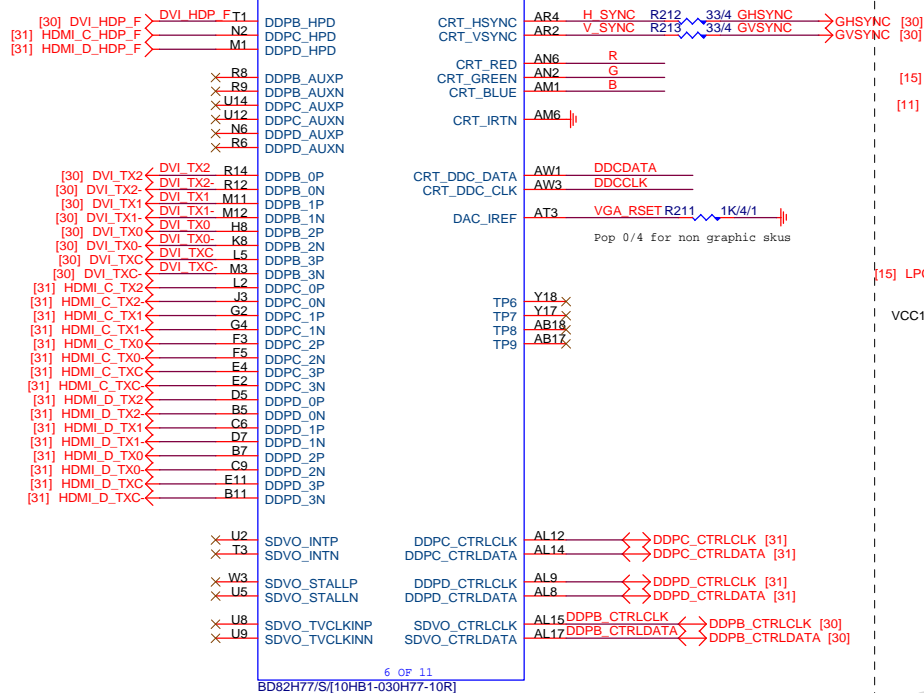 [30] DVI_HDP_F DVI_HDP_F T1 DDPB_HPD CRT_HSYNC AR4 H_SYNC R212 33/4 GHSYNC GHSYNC [30]
[31] HDMI_C_HDP_F N2 DDPC_HPD CRT_VSYNC AR2 V_SYNC R213 33/4 GVSYNC GVSYNC [30]
[31] HDMI_D_HDP_F M1 DDPD_HPD
CRT_RED AN6 R
R8 DDPB_AUXP CRT_GREEN AN2 G [15]
R9 DDPB_AUXN CRT_BLUE AM1 B
U14 DDPC_AUXP [11]
U12 DDPC_AUXN CRT_IRTN AM6
N6 DDPD_AUXP
R6 DDPD_AUXN
[30] DVI_TX2 DVI_TX2 R14 DDPB_0P CRT_DDC_DATA AW1 DDCDATA
[30] DVI_TX2- DVI_TX2- R12 DDPB_0N CRT_DDC_CLK AW3 DDCCLK
[30] DVI_TX1 DVI_TX1 M11 DDPB_1P
[30] DVI_TX1- DVI_TX1- M12 DDPB_1N DAC_IREF AT3 VGA_RSET R211 1K/4/1
[30] DVI_TX0 DVI_TX0 H8 DDPB_2P Pop 0/4 for non graphic skus
[30] DVI_TX0- DVI_TX0- K8 DDPB_2N
[30] DVI_TXC DVI_TXC L5 DDPB_3P
[30] DVI_TXC- DVI_TXC- M3 DDPB_3N [15]
[31] HDMI_C_TX2 L2 DDPC_0P
[31] HDMI_C_TX2- J3 DDPC_0N TP6 Y18
[31] HDMI_C_TX1 G2 DDPC_1P TP7 Y17
[31] HDMI_C_TX1- G4 DDPC_1N TP8 AB18
[31] HDMI_C_TX0 F3 DDPC_2P TP9 AB17
[31] HDMI_C_TX0- F5 DDPC_2N
[31] HDMI_C_TXC E4 DDPC_3P
[31] HDMI_C_TXC- E2 DDPC_3N
[31] HDMI_D_TX2 D5 DDPD_0P
[31] HDMI_D_TX2- B5 DDPD_0N
[31] HDMI_D_TX1 C6 DDPD_1P
[31] HDMI_D_TX1- D7 DDPD_1N
[31] HDMI_D_TX0 B7 DDPD_2P
[31] HDMI_D_TX0- C9 DDPD_2N
[31] HDMI_D_TXC E11 DDPD_3P
[31] HDMI_D_TXC- B11 DDPD_3N
U2 SDVO_INTP DDPC_CTRLCLK AL12 DDPC_CTRLCLK [31]
T3 SDVO_INTN DDPC_CTRLDATA AL14 DDPC_CTRLDATA [31]
W3 SDVO_STALLP DDPD_CTRLCLK AL9 DDPD_CTRLCLK [31]
U5 SDVO_STALLN DDPD_CTRLDATA AL8 DDPD_CTRLDATA [31]
U8 SDVO_TVCLKINP SDVO_CTRLCLK AL15 DDPB_CTRLCLK DDPB_CTRLCLK [30]
U9 SDVO_TVCLKINN SDVO_CTRLDATA AL17 DDPB_CTRLDATA DDPB_CTRLDATA [30]
6 OF 11
BD82H77/S/[10HB1-030H77-10R]